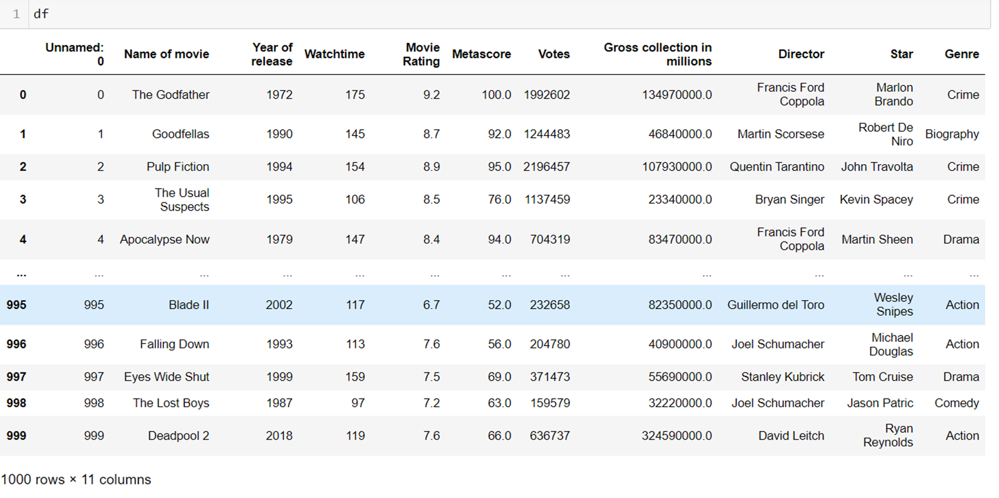 1 df
Unnamed: 0 Name of movie Year of release Watchtime Movie Rating Metascore Votes Gross collection in millions Director Star Genre
0 0 The Godfather 1972 175 9.2 100.0 1992602 134970000.0 Francis Ford Coppola Marlon Brando Crime
1 1 Goodfellas 1990 145 8.7 92.0 1244483 46840000.0 Martin Scorsese Robert De Niro Biography
2 2 Pulp Fiction 1994 154 8.9 95.0 2196457 107930000.0 Quentin Tarantino John Travolta Crime
3 3 The Usual Suspects 1995 106 8.5 76.0 1137459 23340000.0 Bryan Singer Kevin Spacey Crime
4 4 Apocalypse Now 1979 147 8.4 94.0 704319 83470000.0 Francis Ford Coppola Martin Sheen Drama
... ... ... ... ... ... ... ... ... ... ... ...
995 995 Blade II 2002 117 6.7 52.0 232658 82350000.0 Guillermo del Toro Wesley Snipes Action
996 996 Falling Down 1993 113 7.6 56.0 204780 40900000.0 Joel Schumacher Michael Douglas Action
997 997 Eyes Wide Shut 1999 159 7.5 69.0 371473 55690000.0 Stanley Kubrick Tom Cruise Drama
998 998 The Lost Boys 1987 97 7.2 63.0 159579 32220000.0 Joel Schumacher Jason Patric Comedy
999 999 Deadpool 2 2018 119 7.6 66.0 636737 324590000.0 David Leitch Ryan Reynolds Action
1000 rows × 11 columns